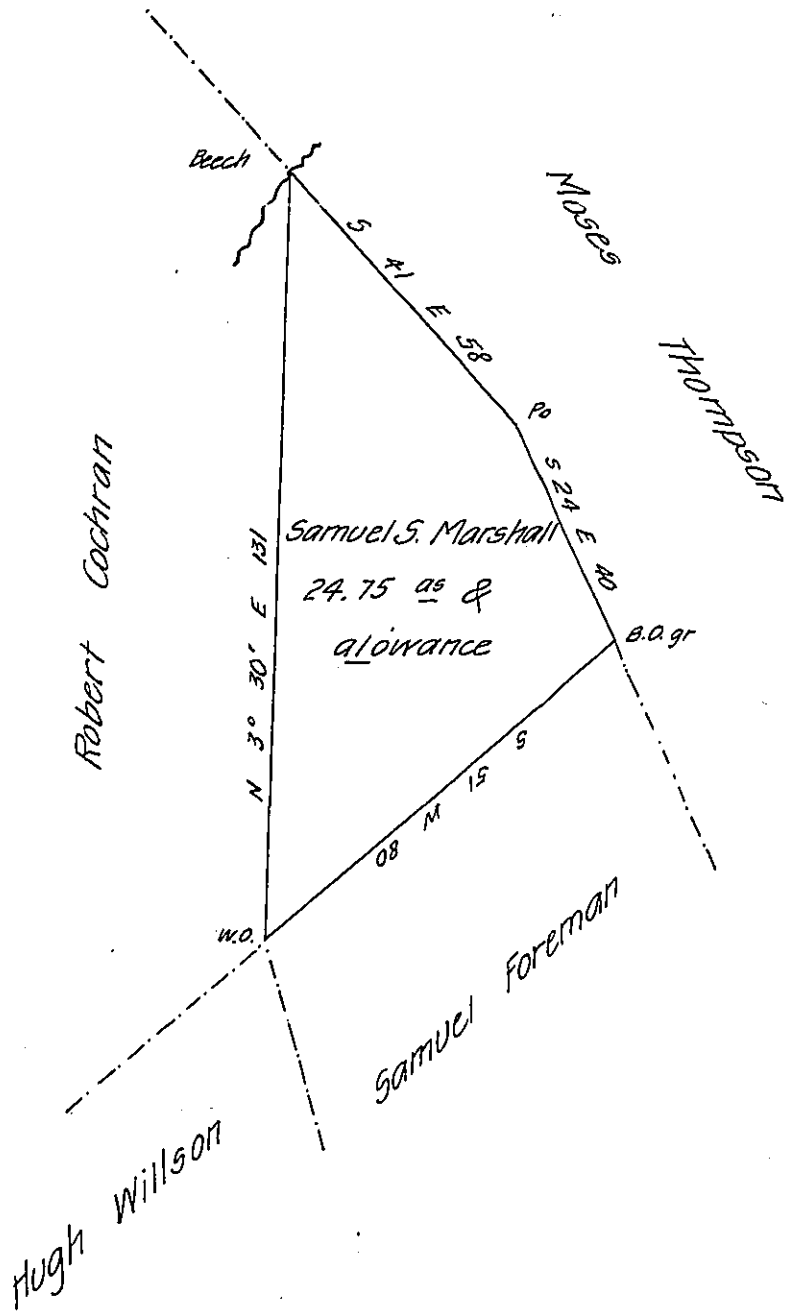 Beech
Moses Thompson
S 41 E 58
Po
S 24 E 40
Robert Cochran
N 3° 30" E 131
Samuel S. Marshall
24.75 as &
alowance
B.O. gr
S 51 W 80
W.O.
Samuel Foreman
Hugh Willson